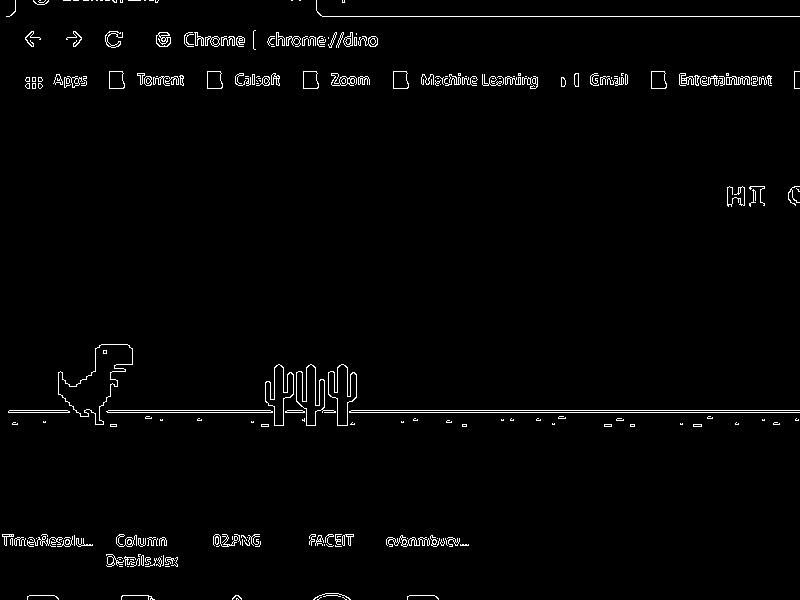 Chrome | chrome://dino
Apps Torrent Calsoft Zoom Machine Learning Gmail Entertainment
HI
TimerResolu... Column 02.PNG FACEIT cvbnmbvcv...
Details.xlsx